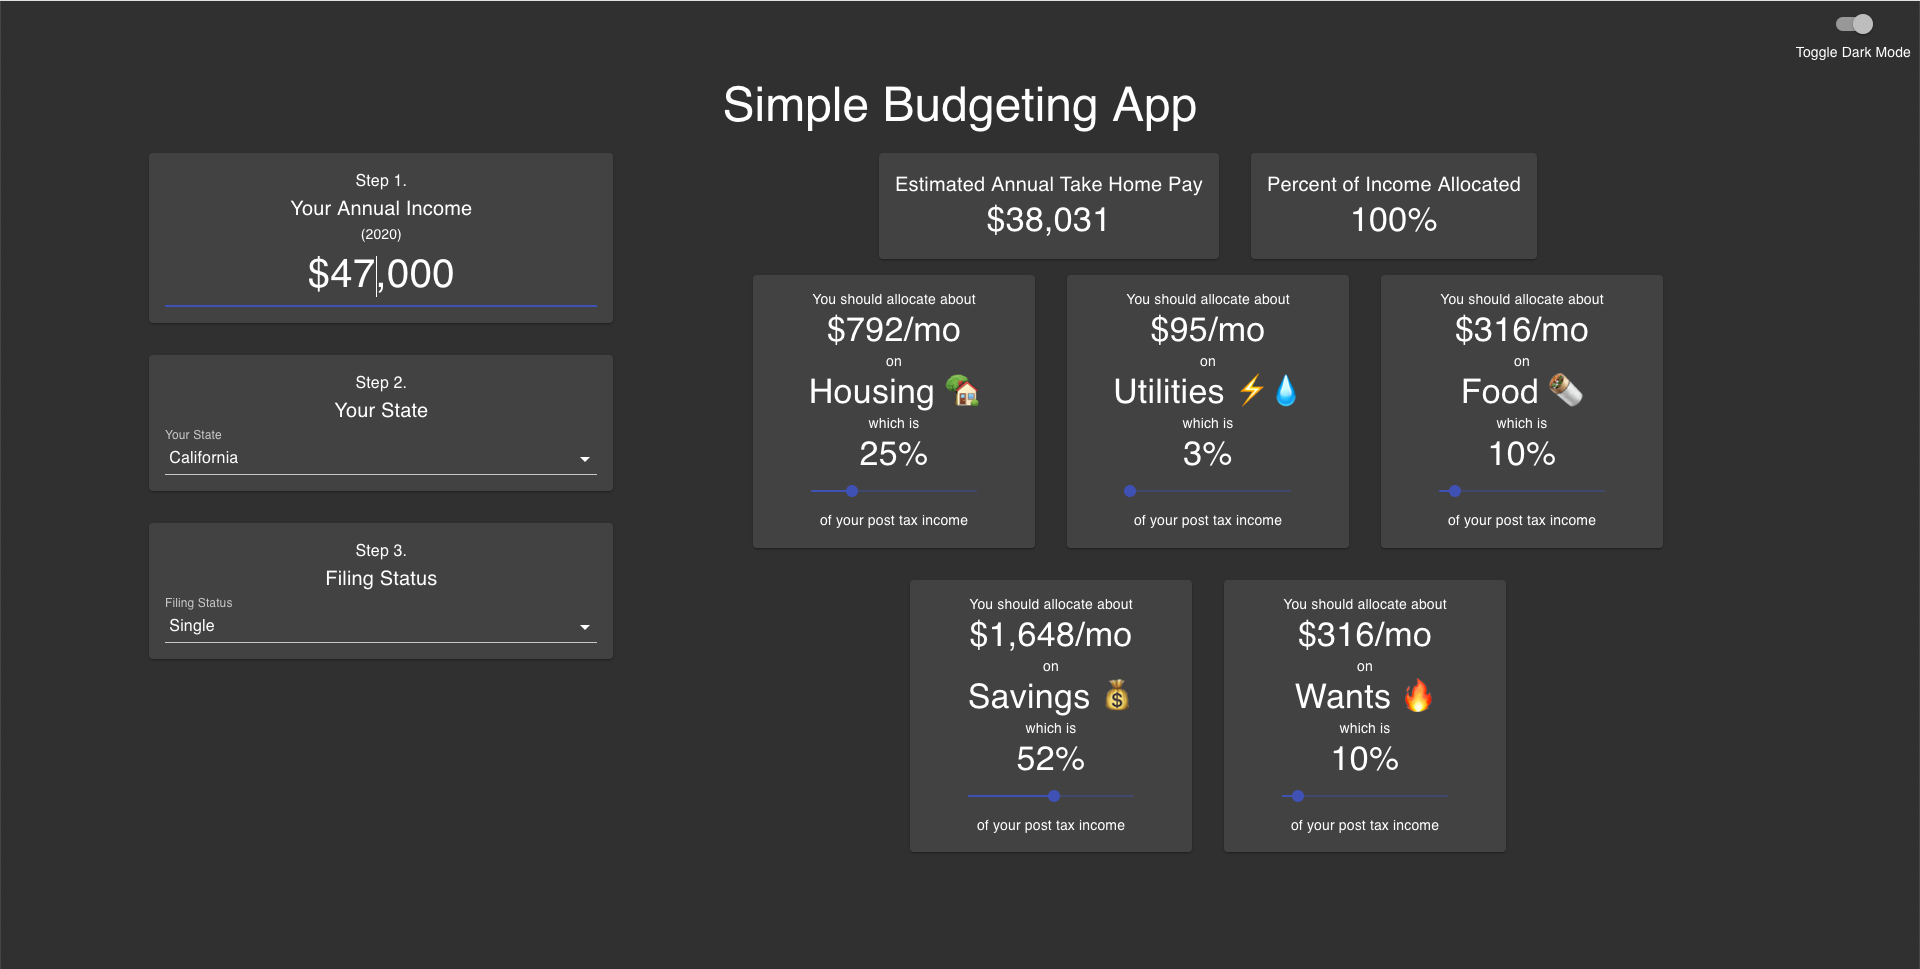 Toggle Dark Mode
Simple Budgeting App
Step 1.
Your Annual Income
(2020)
$47,000
Step 2.
Your State
Your State
California
Step 3.
Filing Status
Filing Status
Single
Estimated Annual Take Home Pay
$38,031
Percent of Income Allocated
100%
You should allocate about
$792/mo
on
Housing
which is
25%
of your post tax income
You should allocate about
$95/mo
on
Utilities
which is
3%
of your post tax income
You should allocate about
$316/mo
on
Food
which is
10%
of your post tax income
You should allocate about
$1,648/mo
on
Savings
which is
52%
of your post tax income
You should allocate about
$316/mo
on
Wants
which is
10%
of your post tax income